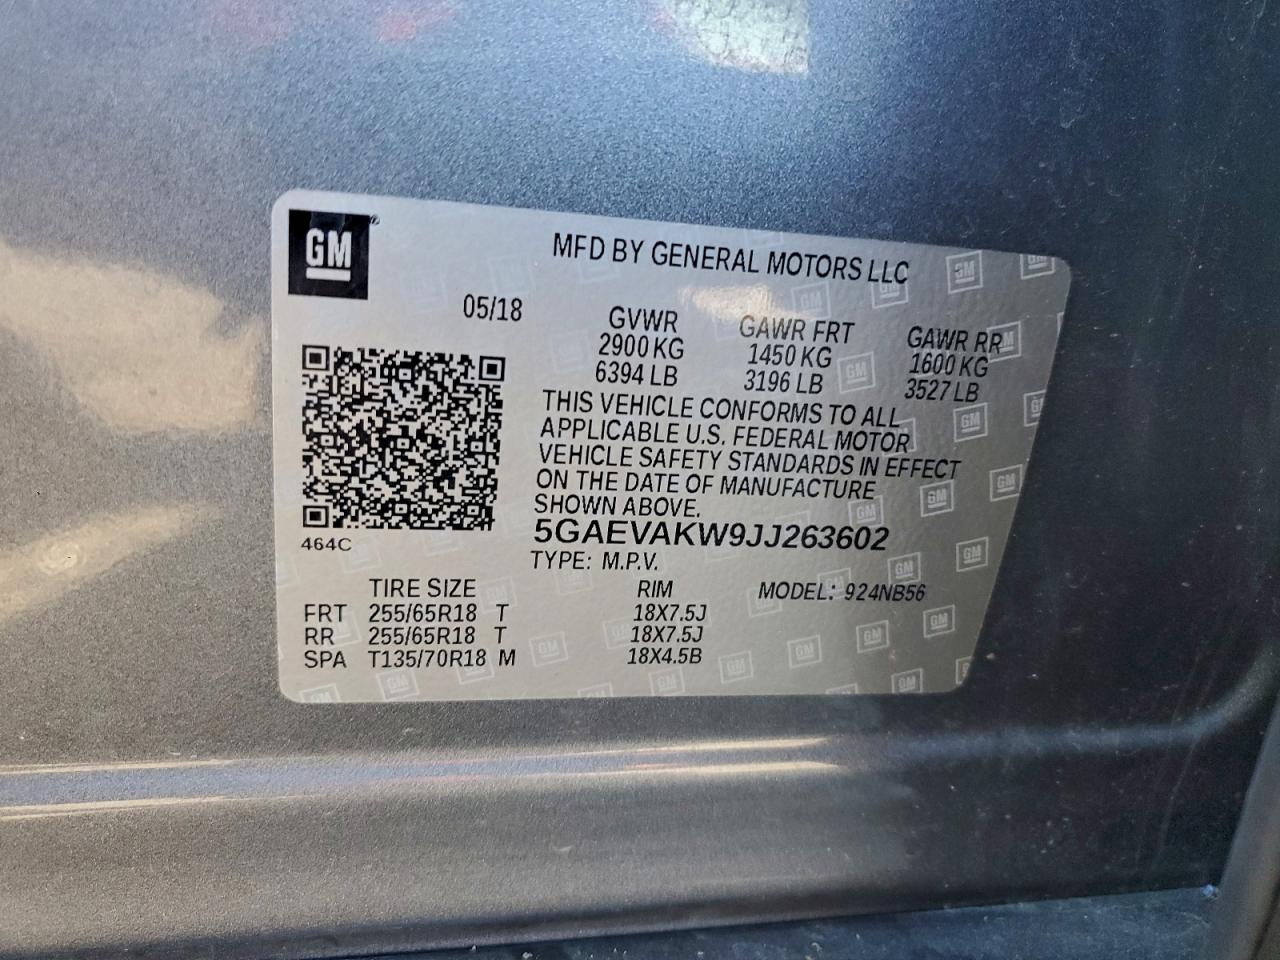 GM®
MFD BY GENERAL MOTORS LLC
05/18
GVWR GAWR FRT GAWR RR
2900 KG 1450 KG 1600 KG
6394 LB 3196 LB 3527 LB
THIS VEHICLE CONFORMS TO ALL
APPLICABLE U.S. FEDERAL MOTOR
VEHICLE SAFETY STANDARDS IN EFFECT
ON THE DATE OF MANUFACTURE
SHOWN ABOVE.
5GAEVAKW9JJ263602
464C
TYPE: M.P.V.
TIRE SIZE RIM MODEL: 924NB56
FRT 255/65R18 T 18X7.5J
RR 255/65R18 T 18X7.5J
SPA T135/70R18 M 18X4.5B